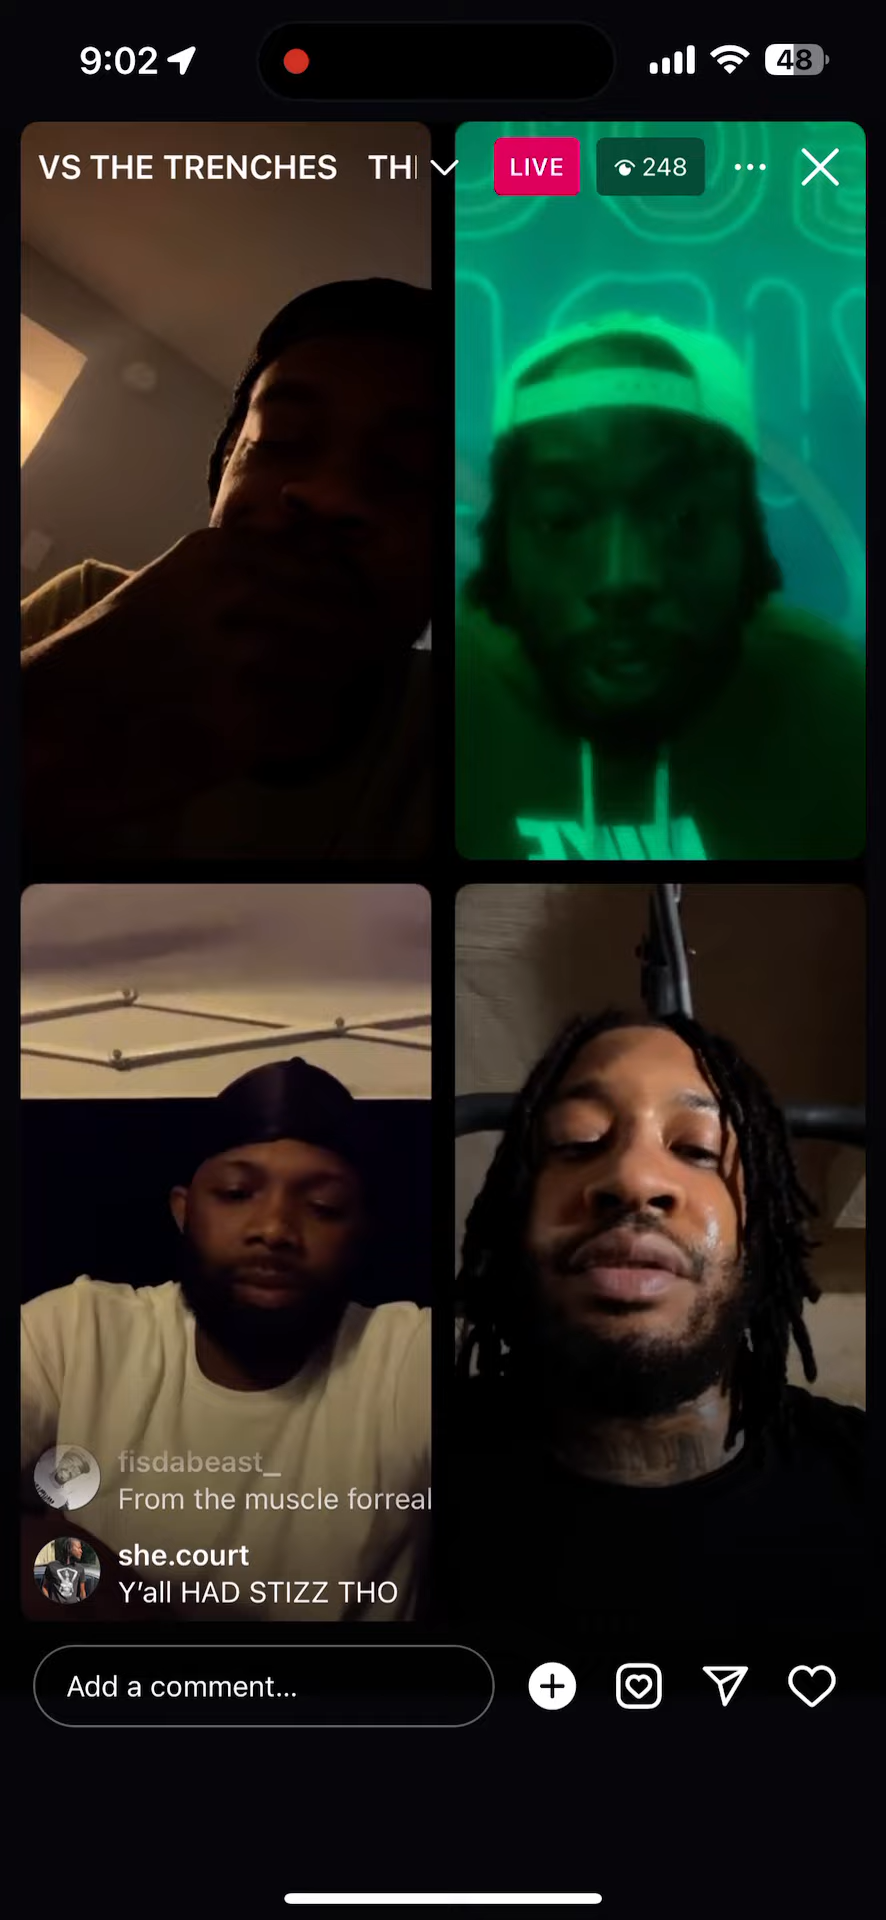 9:02
48
VS THE TRENCHES THE
LIVE
248
fisdabeast_
From the muscle forreal
she.court
Y'all HAD STIZZ THO
Add a comment...